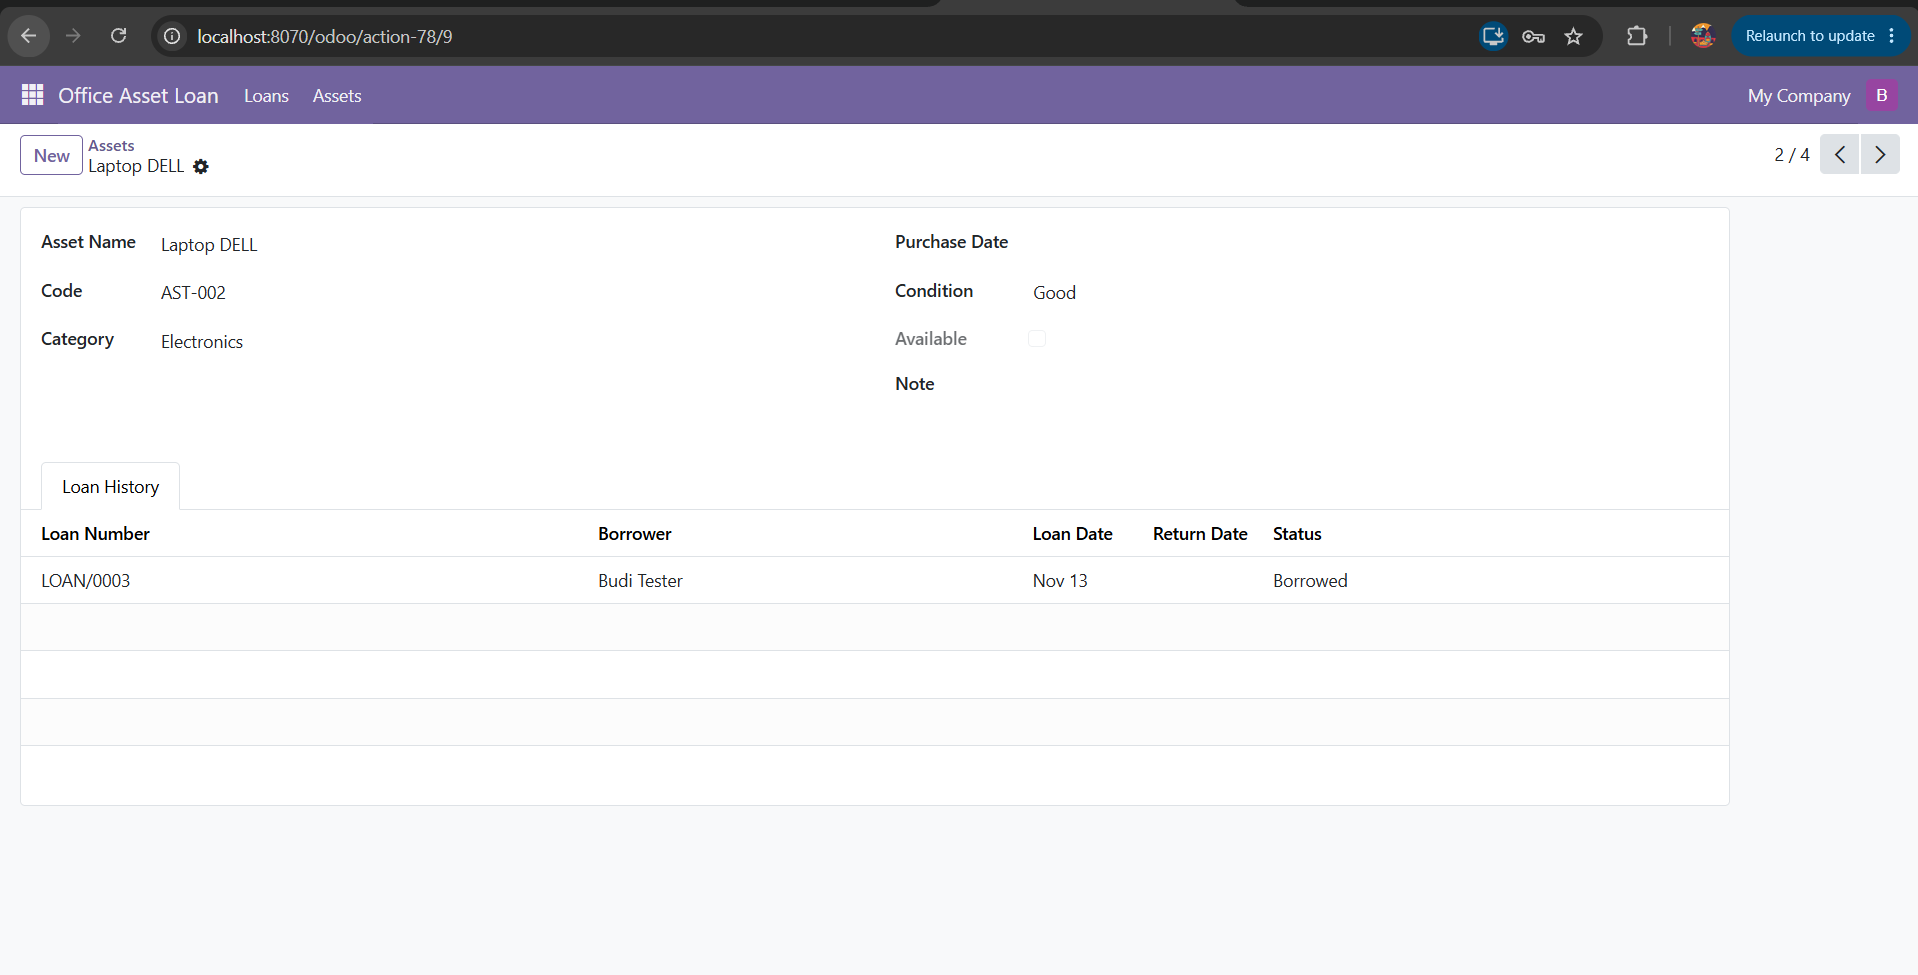 localhost:8070/odoo/action-78/9
Relaunch to update
Office Asset Loan Loans Assets
My Company B
New
Assets
Laptop DELL
2 / 4
Asset Name Laptop DELL
Purchase Date
Code AST-002
Condition Good
Category Electronics
Available
Note
Loan History
Loan Number Borrower Loan Date Return Date Status
LOAN/0003 Budi Tester Nov 13 Borrowed